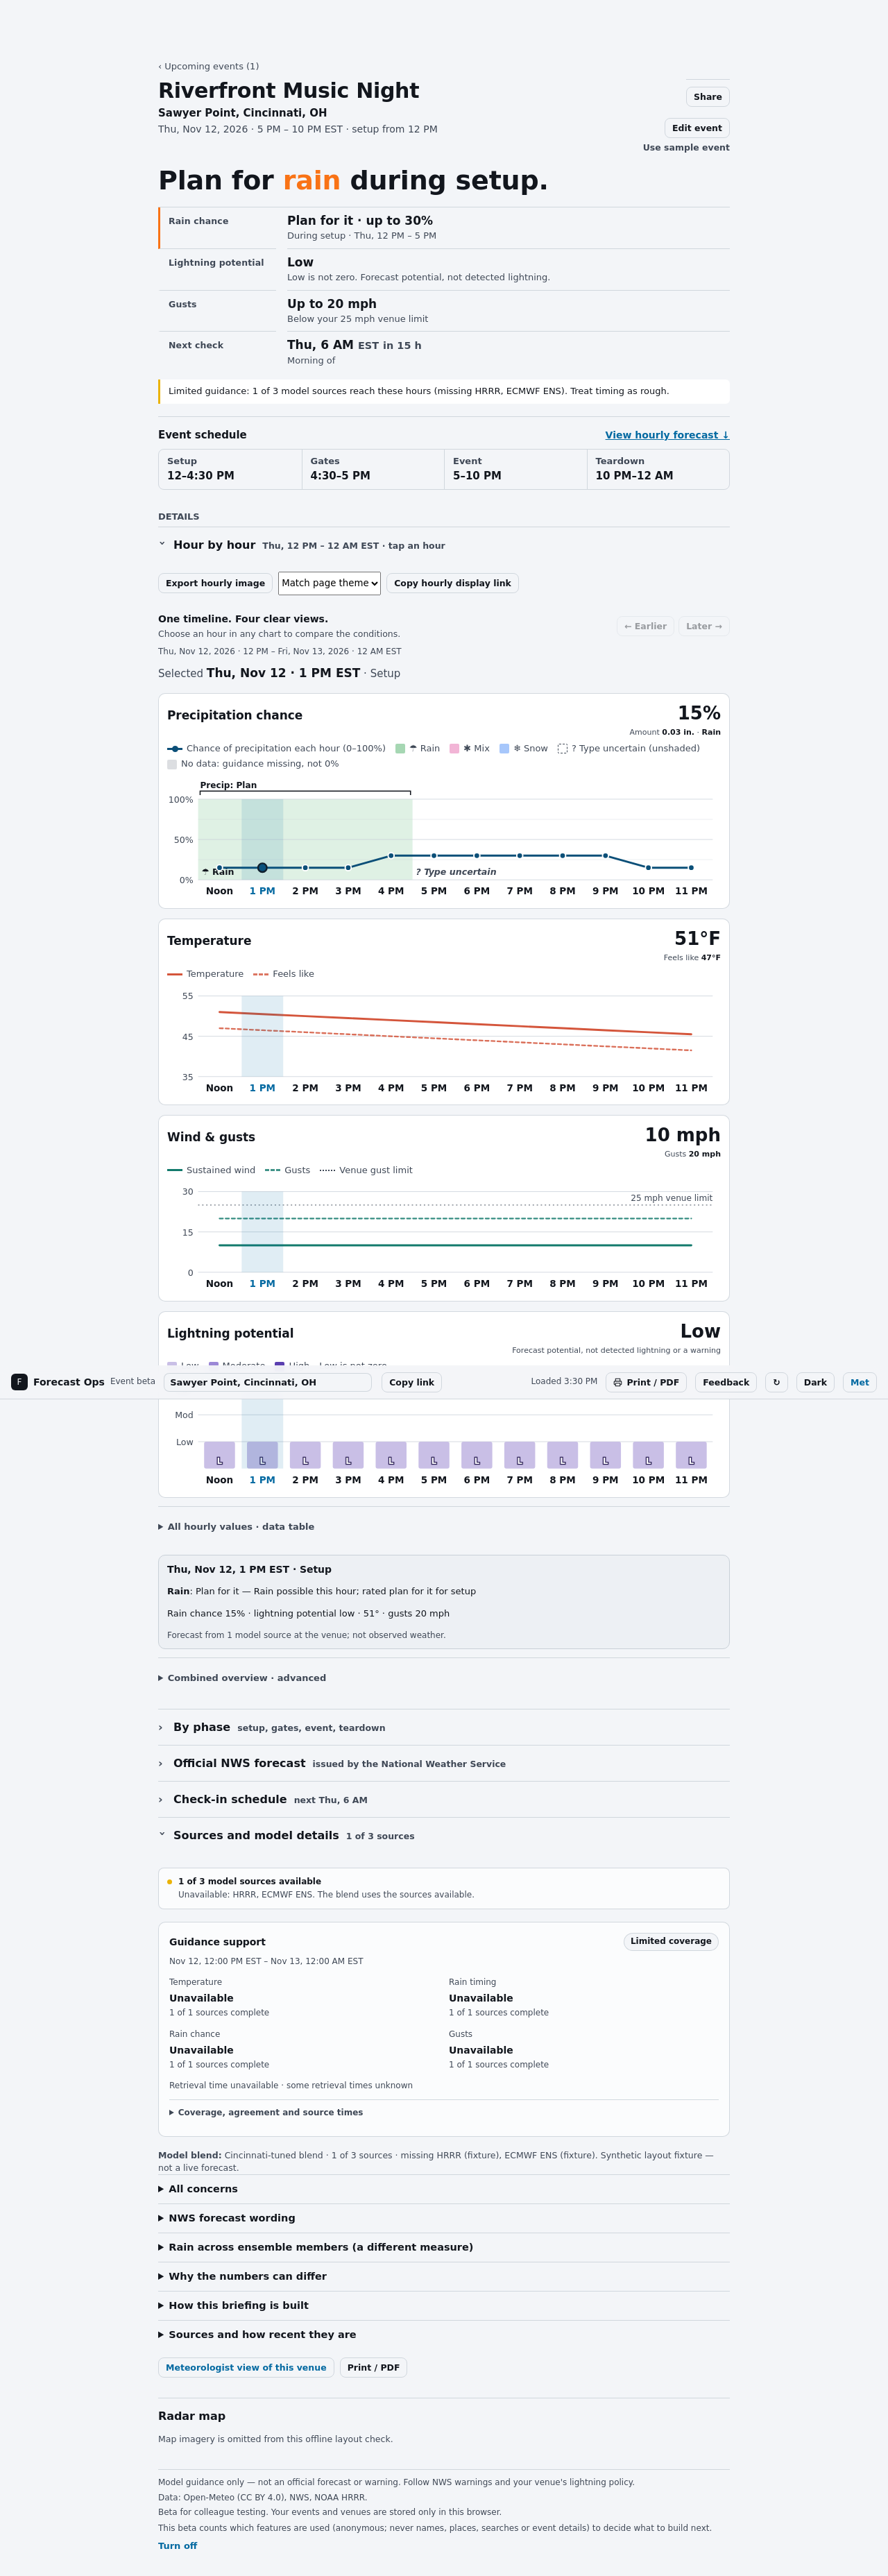 ‹ Upcoming events (1)
Riverfront Music Night
Sawyer Point, Cincinnati, OH
Thu, Nov 12, 2026 · 5 PM – 10 PM EST · setup from 12 PM
Share
Edit event
Use sample event
Plan for rain during setup.
Rain chance
Plan for it · up to 30%
During setup · Thu, 12 PM – 5 PM
Lightning potential
Low
Low is not zero. Forecast potential, not detected lightning.
Gusts
Up to 20 mph
Below your 25 mph venue limit
Next check
Thu, 6 AM EST in 15 h
Morning of
Limited guidance: 1 of 3 model sources reach these hours (missing HRRR, ECMWF ENS). Treat timing as rough.
Event schedule
View hourly forecast ↓
Setup
12–4:30 PM
Gates
4:30–5 PM
Event
5–10 PM
Teardown
10 PM–12 AM
DETAILS
Hour by hour Thu, 12 PM – 12 AM EST · tap an hour
Export hourly image
Match page theme
Copy hourly display link
One timeline. Four clear views.
Choose an hour in any chart to compare the conditions.
← Earlier
Later →
Thu, Nov 12, 2026 · 12 PM – Fri, Nov 13, 2026 · 12 AM EST
Selected Thu, Nov 12 · 1 PM EST · Setup
Precipitation chance
15%
Amount 0.03 in. · Rain
Chance of precipitation each hour (0–100%) ☂ Rain ✱ Mix ❄ Snow ? Type uncertain (unshaded)
No data: guidance missing, not 0%
Precip: Plan
100%
50%
0%
☂ Rain
? Type uncertain
Noon 1 PM 2 PM 3 PM 4 PM 5 PM 6 PM 7 PM 8 PM 9 PM 10 PM 11 PM
Temperature
51°F
Feels like 47°F
Temperature Feels like
55
45
35
Noon 1 PM 2 PM 3 PM 4 PM 5 PM 6 PM 7 PM 8 PM 9 PM 10 PM 11 PM
Wind & gusts
10 mph
Gusts 20 mph
Sustained wind Gusts Venue gust limit
30
25 mph venue limit
15
0
Noon 1 PM 2 PM 3 PM 4 PM 5 PM 6 PM 7 PM 8 PM 9 PM 10 PM 11 PM
Lightning potential
Low
Forecast potential, not detected lightning or a warning
Low Moderate High Low is not zero
F Forecast Ops Event beta
Sawyer Point, Cincinnati, OH
Copy link
Loaded 3:30 PM
Print / PDF
Feedback
↻
Dark
Met
Mod
Low
L L L L L L L L L L L L
Noon 1 PM 2 PM 3 PM 4 PM 5 PM 6 PM 7 PM 8 PM 9 PM 10 PM 11 PM
All hourly values · data table
Thu, Nov 12, 1 PM EST · Setup
Rain: Plan for it — Rain possible this hour; rated plan for it for setup
Rain chance 15% · lightning potential low · 51° · gusts 20 mph
Forecast from 1 model source at the venue; not observed weather.
Combined overview · advanced
By phase setup, gates, event, teardown
Official NWS forecast issued by the National Weather Service
Check-in schedule next Thu, 6 AM
Sources and model details 1 of 3 sources
1 of 3 model sources available
Unavailable: HRRR, ECMWF ENS. The blend uses the sources available.
Guidance support
Limited coverage
Nov 12, 12:00 PM EST – Nov 13, 12:00 AM EST
Temperature
Unavailable
1 of 1 sources complete
Rain timing
Unavailable
1 of 1 sources complete
Rain chance
Unavailable
1 of 1 sources complete
Gusts
Unavailable
1 of 1 sources complete
Retrieval time unavailable · some retrieval times unknown
Coverage, agreement and source times
Model blend: Cincinnati-tuned blend · 1 of 3 sources · missing HRRR (fixture), ECMWF ENS (fixture). Synthetic layout fixture —
not a live forecast.
All concerns
NWS forecast wording
Rain across ensemble members (a different measure)
Why the numbers can differ
How this briefing is built
Sources and how recent they are
Meteorologist view of this venue
Print / PDF
Radar map
Map imagery is omitted from this offline layout check.
Model guidance only — not an official forecast or warning. Follow NWS warnings and your venue's lightning policy.
Data: Open-Meteo (CC BY 4.0), NWS, NOAA HRRR.
Beta for colleague testing. Your events and venues are stored only in this browser.
This beta counts which features are used (anonymous; never names, places, searches or event details) to decide what to build next.
Turn off